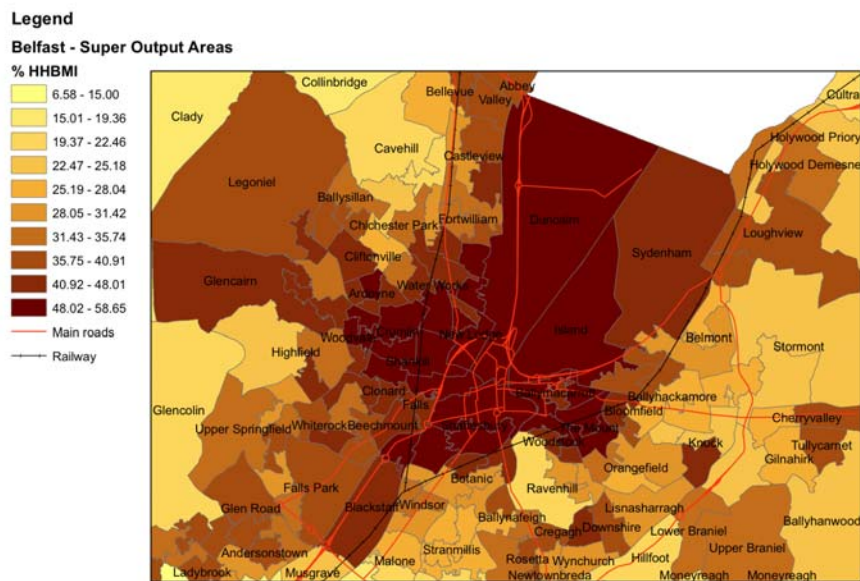 Legend
Belfast - Super Output Areas
% HHBMI
6.58 - 15.00
15.01 - 19.36
19.37 - 22.46
22.47 - 25.18
25.19 - 28.04
28.05 - 31.42
31.43 - 35.74
35.75 - 40.91
40.92 - 48.01
48.02 - 58.65
Main roads
Railway
Collinbridge
Bellevue
Abbey
Valley
Cultra
Clady
Holywood Priory
Cavehill
Castleview
Holywood Demesne
Legoniel
Ballysillan
Chichester Park
Fortwilliam
Duncairn
Loughview
Cliftonville
Sydenham
Glencairn
Water Works
Ardoyne
Woodvale
Crumlin
New Lodge
Island
Belmont
Stormont
Highfield
Shankill
Clonard
Ballymacarrett
Ballyhackamore
Glencolin
Falls
Bloomfield
Cherryvalley
Upper Springfield
Whiterock
Beechmount
Shaftesbury
The Mount
Woodstock
Knock
Tullycarnet
Gilnahirk
Orangefield
Botanic
Ravenhill
Falls Park
Glen Road
Blackstaff
Windsor
Ballynafeigh
Lisnasharragh
Ballyhanwood
Cregagh
Downshire
Lower Braniel
Andersonstown
Stranmillis
Upper Braniel
Malone
Rosetta
Wynchurch
Hillfoot
Ladybrook
Musgrave
Newtownbreda
Moneyreagh
Moneyreagh